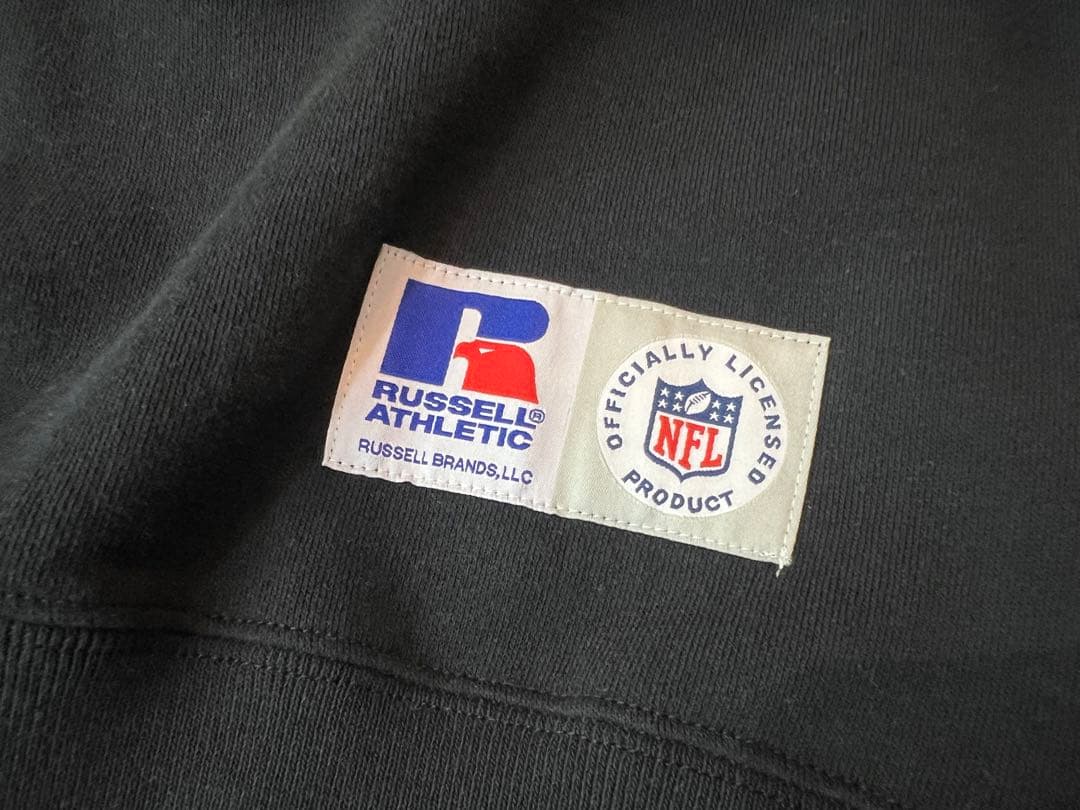 RUSSELL®
ATHLETIC
RUSSELL BRANDS, LLC
OFFICIALLY LICENSED
NFL
PRODUCT